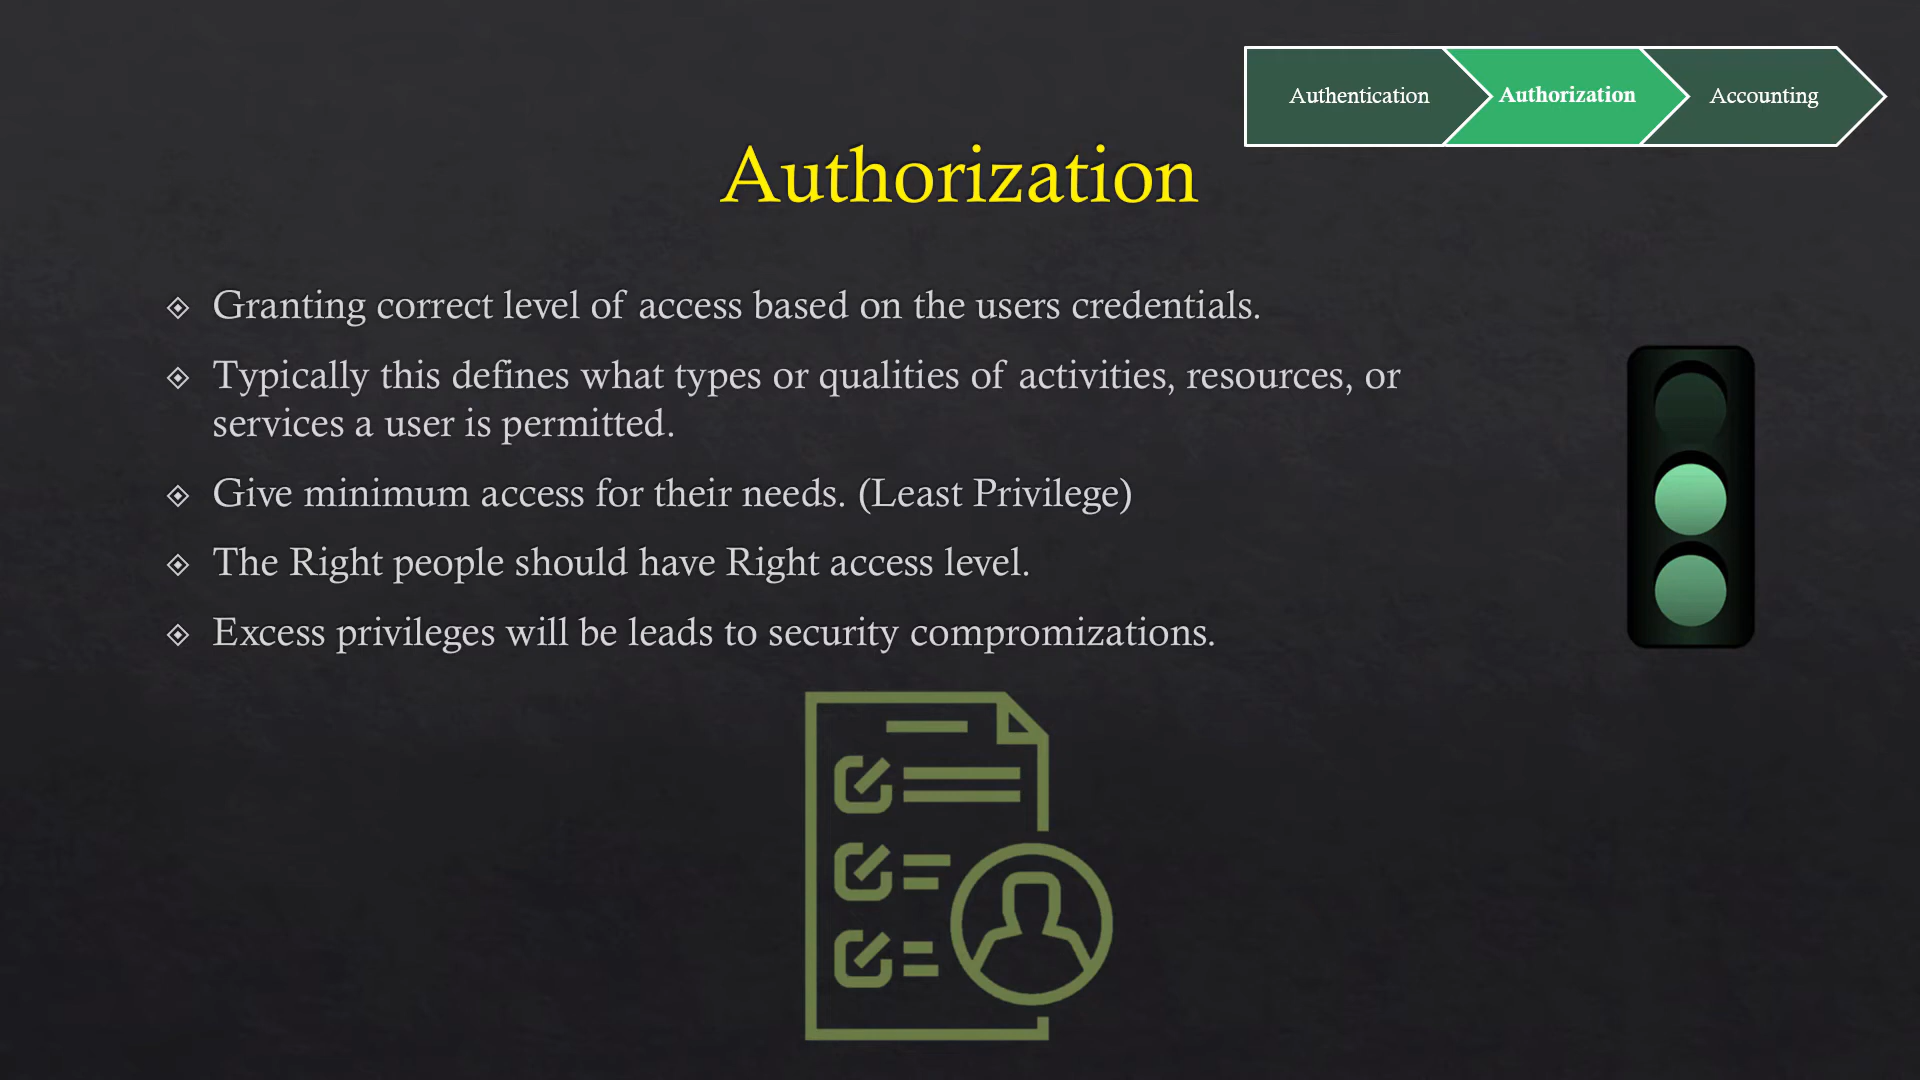 Authentication
Authorization
Accounting
Authorization
Granting correct level of access based on the users credentials.
Typically this defines what types or qualities of activities, resources, or
services a user is permitted.
Give minimum access for their needs. (Least Privilege)
The Right people should have Right access level.
Excess privileges will be leads to security compromizations.